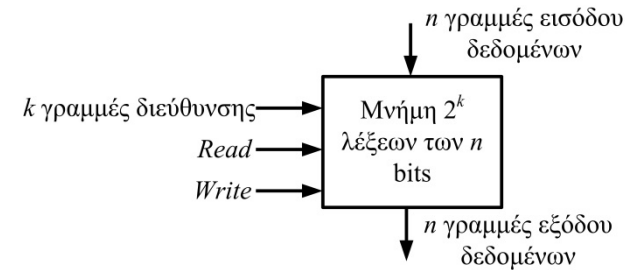 n γραμμές εισόδου
δεδομένων
k γραμμές διεύθυνσης
Read
Write
Μνήμη 2^k
λέξεων των n
bits
n γραμμές εξόδου
δεδομένων